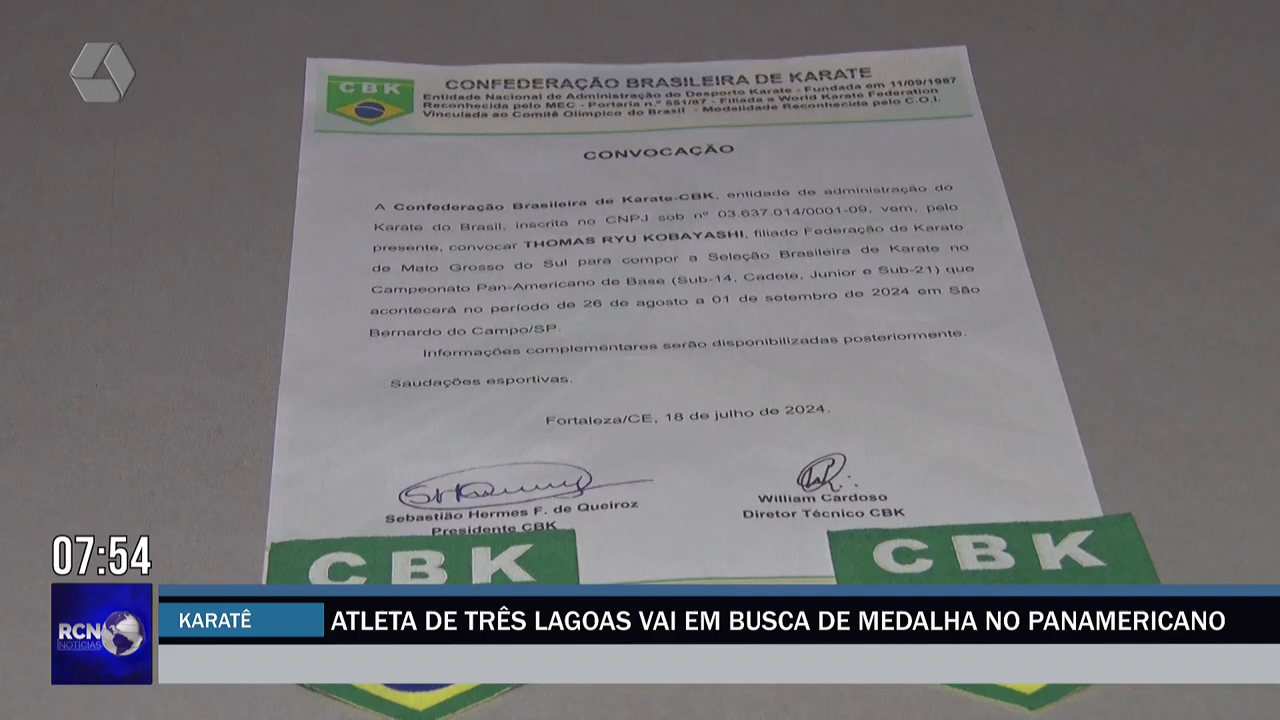 CBK
CONFEDERAÇÃO BRASILEIRA DE KARATE
Entidade Nacional de Administração do Desporto Karate - Fundada em 11/09/1987
Reconhecida pelo MEC - Portaria n.º 551/87 - Filiada a World Karate Federation
Vinculada ao Comitê Olímpico do Brasil - Modalidade Reconhecida pelo C.O.I.
CONVOCAÇÃO
A Confederação Brasileira de Karate-CBK, entidade de administração do
Karate do Brasil, inscrita no CNPJ sob nº 03.637.014/0001-09, vem, pelo
presente, convocar THOMAS RYU KOBAYASHI, filiado Federação de Karate
de Mato Grosso do Sul para compor a Seleção Brasileira de Karate no
Campeonato Pan-Americano de Base (Sub-14, Cadete, Junior e Sub-21) que
acontecerá no período de 26 de agosto a 01 de setembro de 2024 em São
Bernardo do Campo/SP.
Informações complementares serão disponibilizadas posteriormente.
Saudações esportivas.
Fortaleza/CE, 18 de julho de 2024.
Sebastião Hermes F. de Queiroz
Presidente CBK
William Cardoso
Diretor Técnico CBK
CBK
CBK
07:54
RCN
NOTÍCIAS
KARATÊ
ATLETA DE TRÊS LAGOAS VAI EM BUSCA DE MEDALHA NO PANAMERICANO